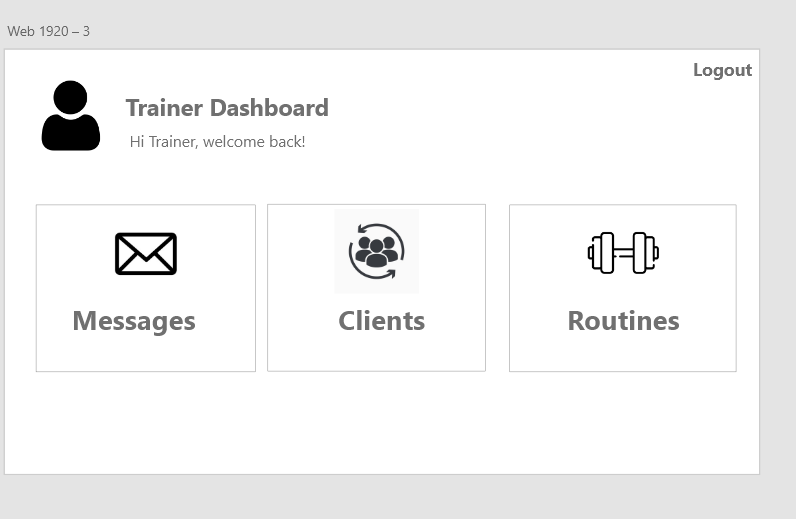 Web 1920 – 3
Logout
Trainer Dashboard
Hi Trainer, welcome back!
Messages
Clients
Routines